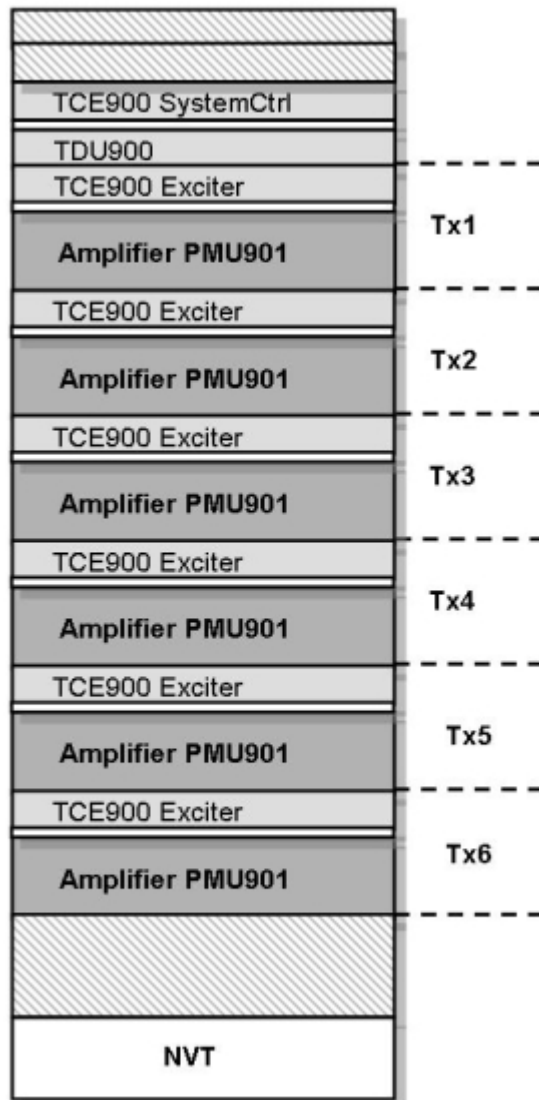 TCE900 SystemCtrl
TDU900
TCE900 Exciter
Tx1
Amplifier PMU901
TCE900 Exciter
Tx2
Amplifier PMU901
TCE900 Exciter
Tx3
Amplifier PMU901
TCE900 Exciter
Tx4
Amplifier PMU901
TCE900 Exciter
Tx5
Amplifier PMU901
TCE900 Exciter
Tx6
Amplifier PMU901
NVT